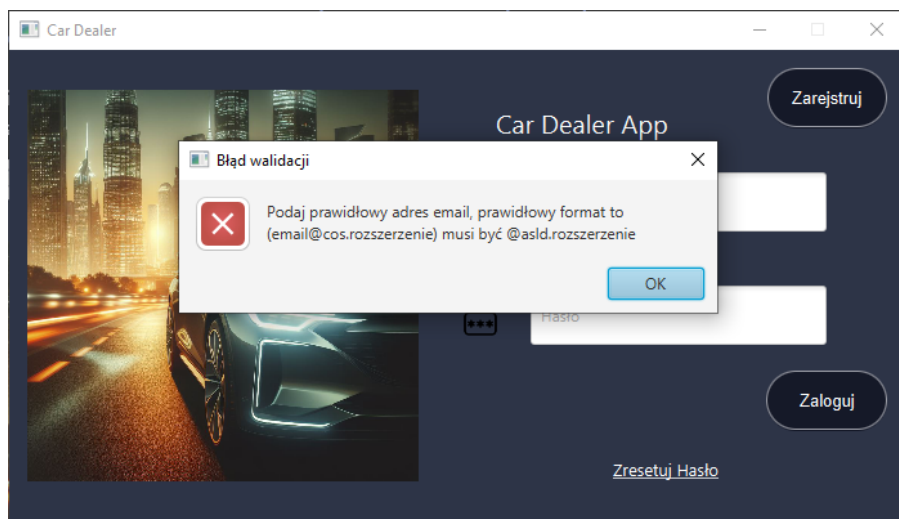 Car Dealer
Zarejstruj
Car Dealer App
Błąd walidacji
Podaj prawidłowy adres email, prawidłowy format to
(email@cos.rozszerzenie) musi być @asld.rozszerzenie
OK
Hasło
Zaloguj
Zresetuj Hasło